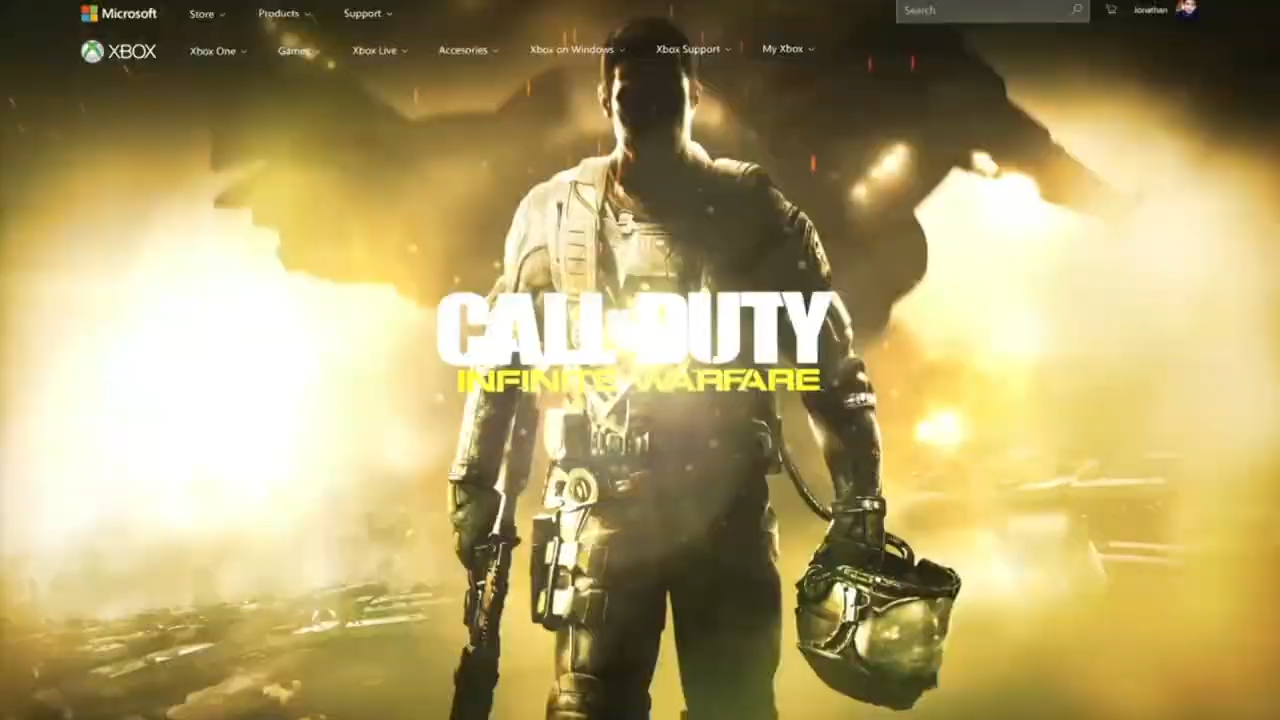 Microsoft Store Products Support Search Jonathan
XBOX Xbox One Games Xbox Live Accesories Xbox on Windows Xbox Support My Xbox
CALL OF DUTY
INFINITE WARFARE